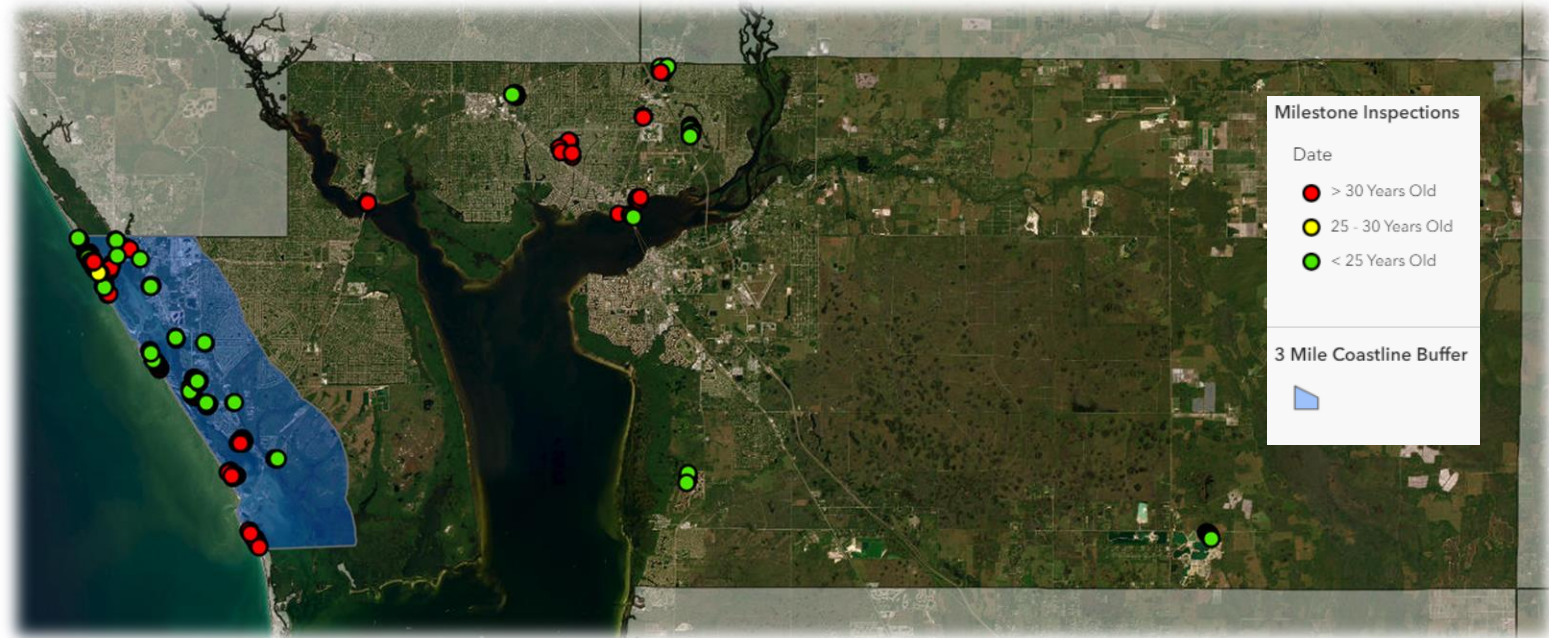 Milestone Inspections
Date
> 30 Years Old
25 - 30 Years Old
< 25 Years Old
3 Mile Coastline Buffer